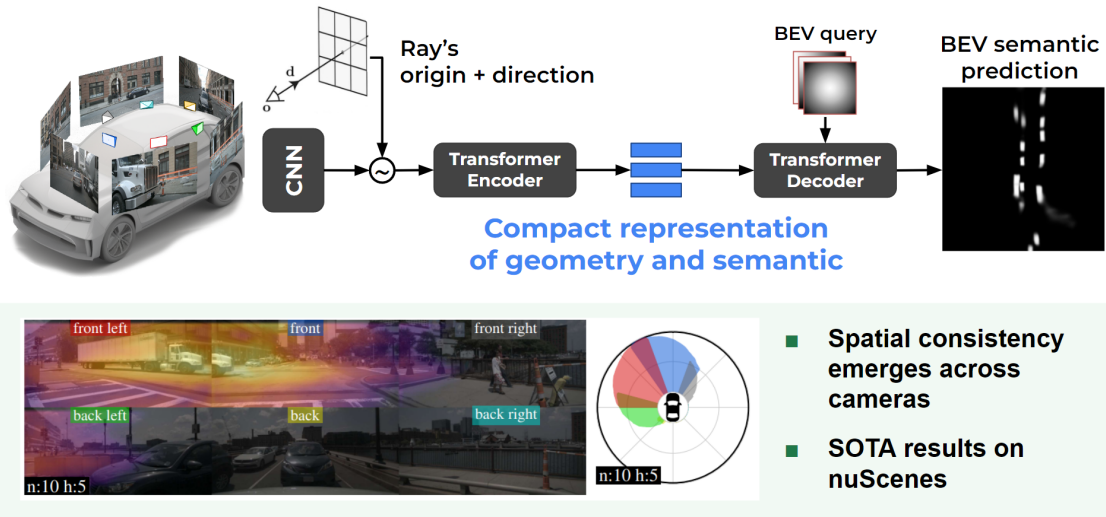 Ray's
origin + direction
d
o
BEV query
BEV semantic
prediction
CNN
~
Transformer
Encoder
Transformer
Decoder
Compact representation
of geometry and semantic
front left
front
front right
back left
back
back right
n:10 h:5
n:10 h:5
Spatial consistency
emerges across
cameras
SOTA results on
nuScenes